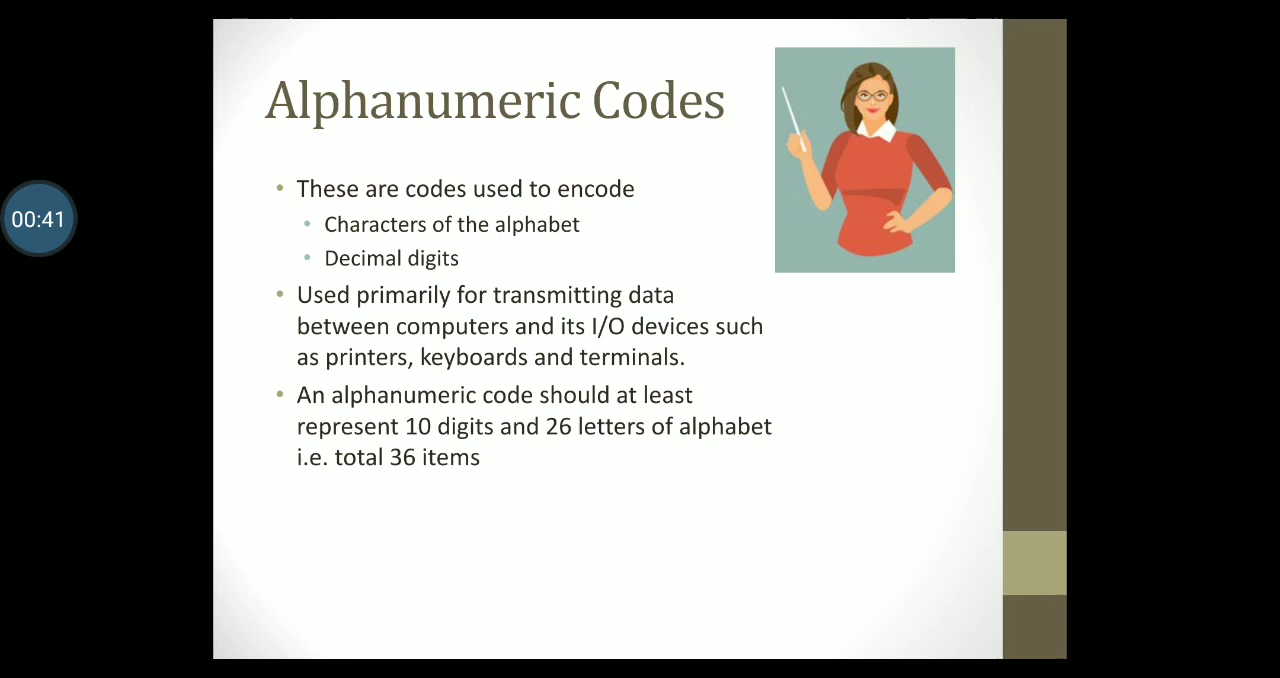 Alphanumeric Codes
• These are codes used to encode
• Characters of the alphabet
• Decimal digits
• Used primarily for transmitting data
between computers and its I/O devices such
as printers, keyboards and terminals.
• An alphanumeric code should at least
represent 10 digits and 26 letters of alphabet
i.e. total 36 items
00:41